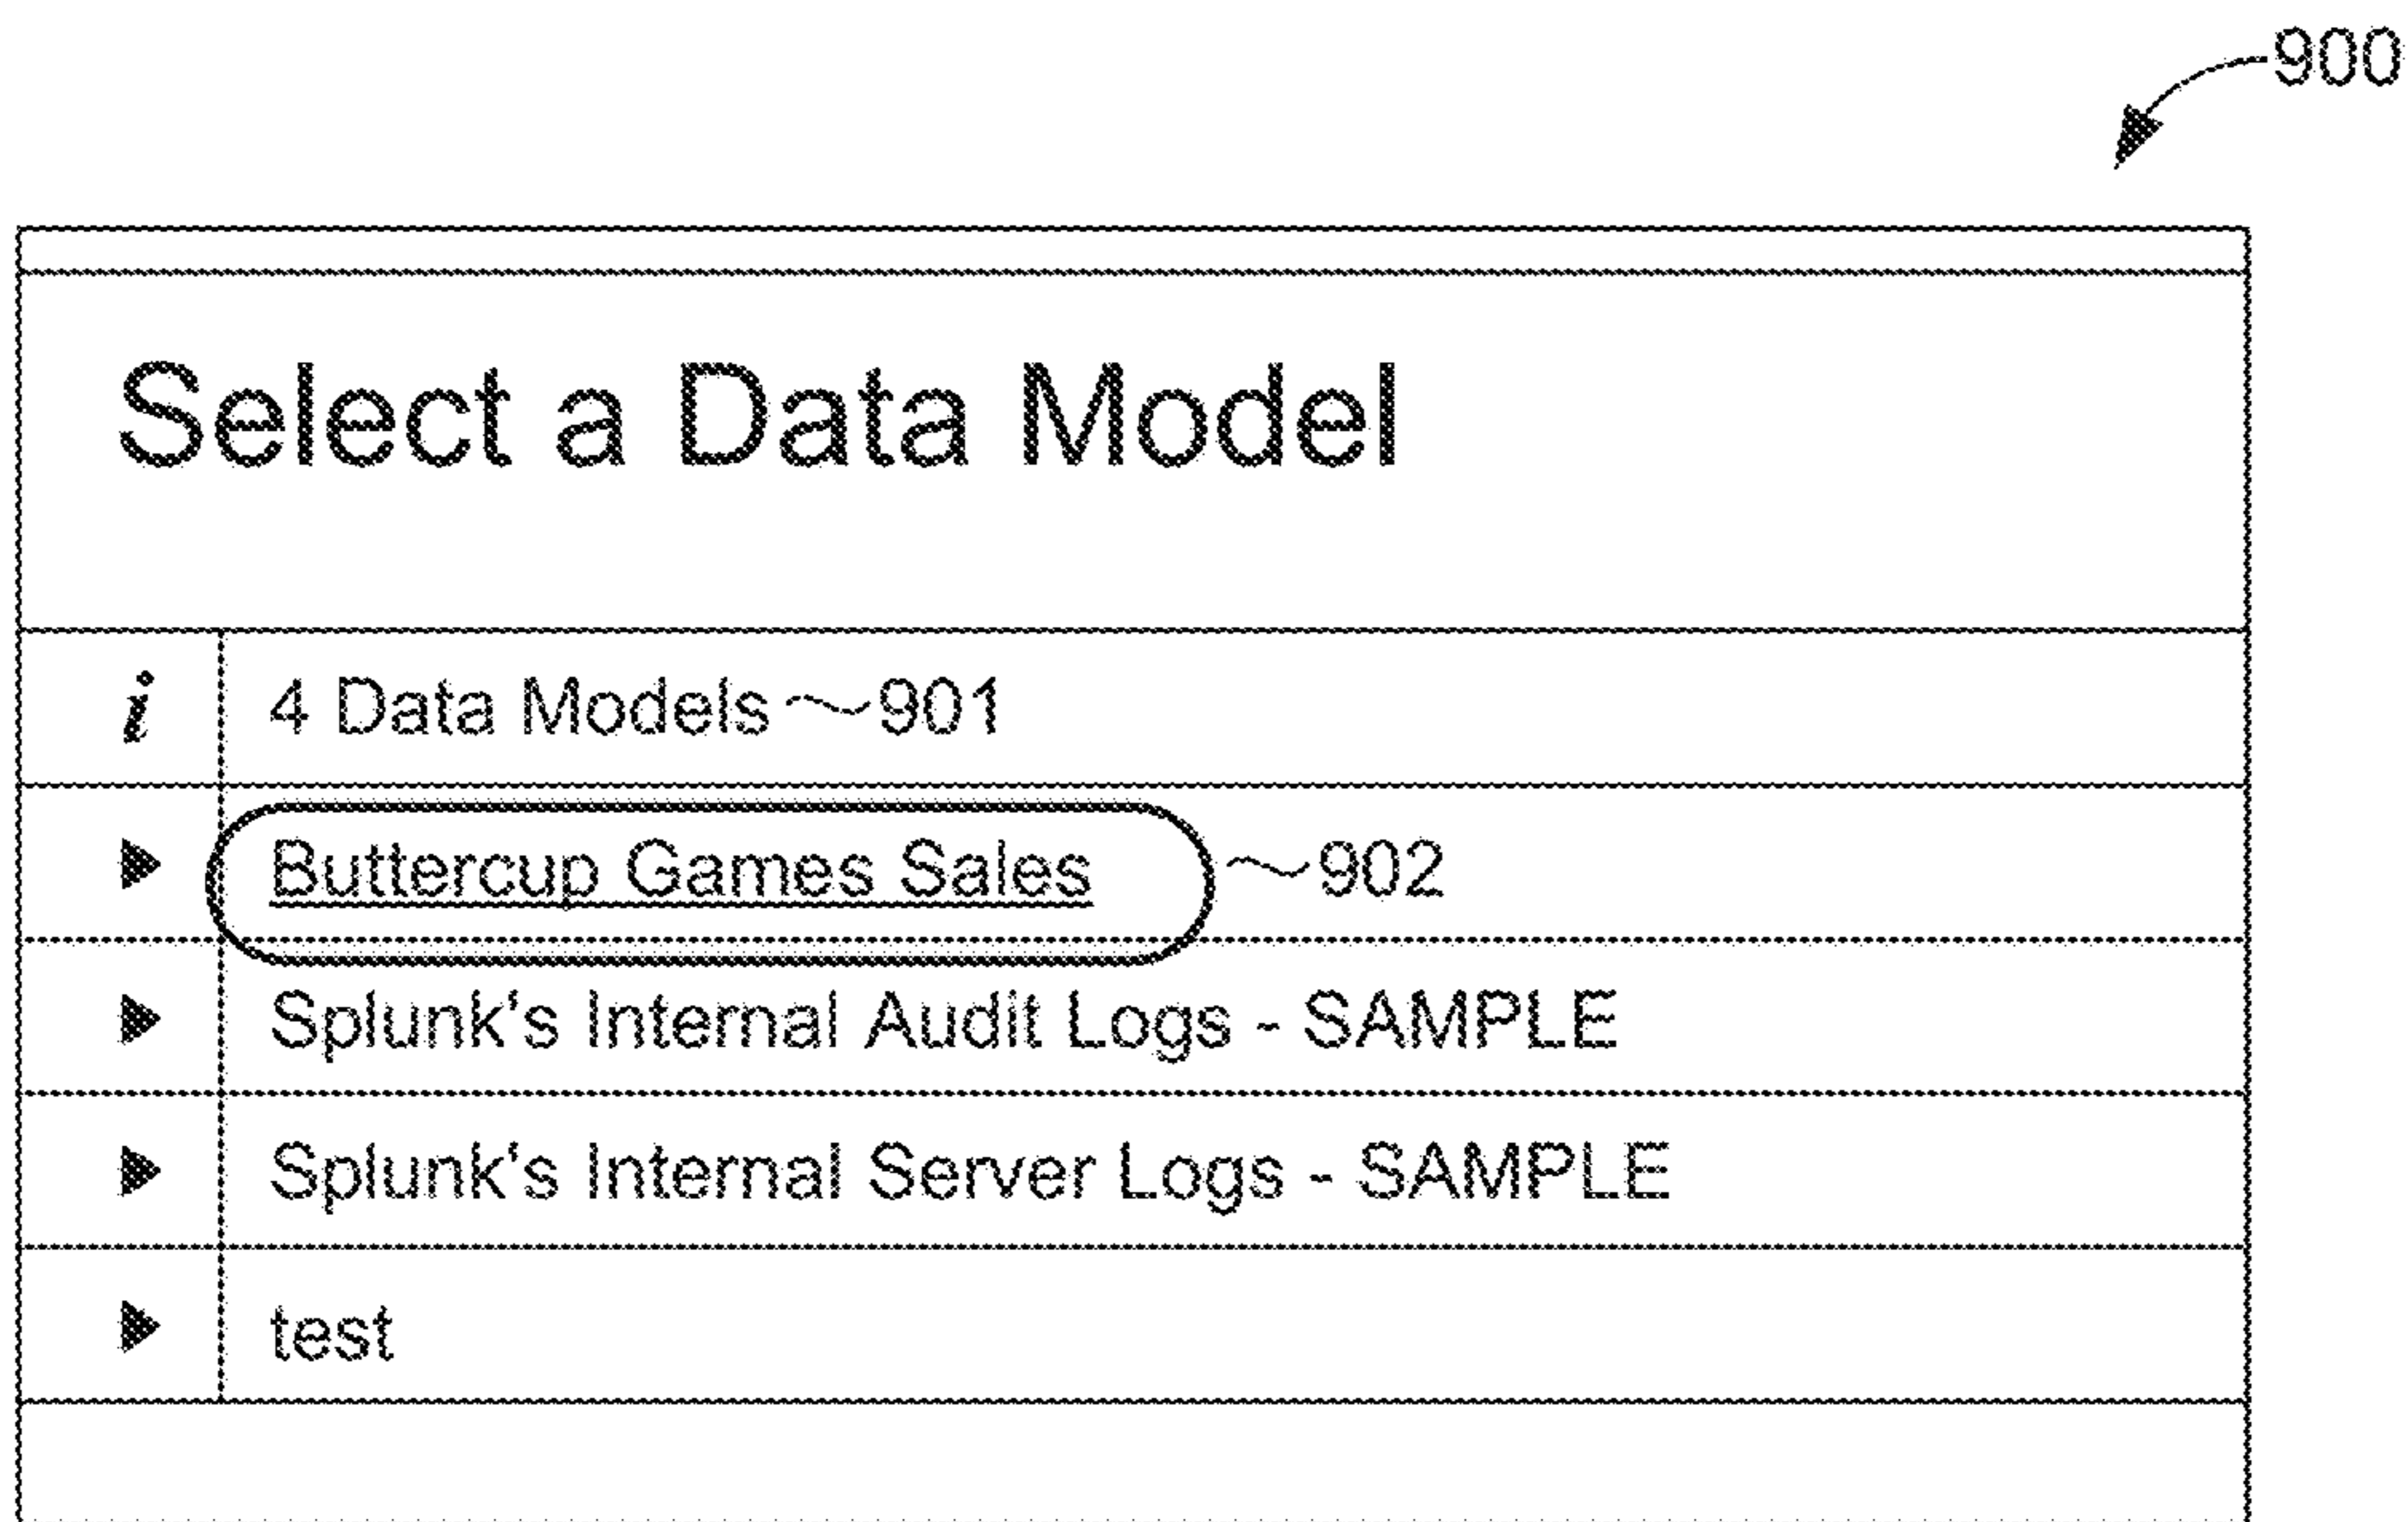 900
Select a Data Model
i 4 Data Models 901
Buttercup Games Sales 902
Splunk's Internal Audit Logs - SAMPLE
Splunk's Internal Server Logs - SAMPLE
test